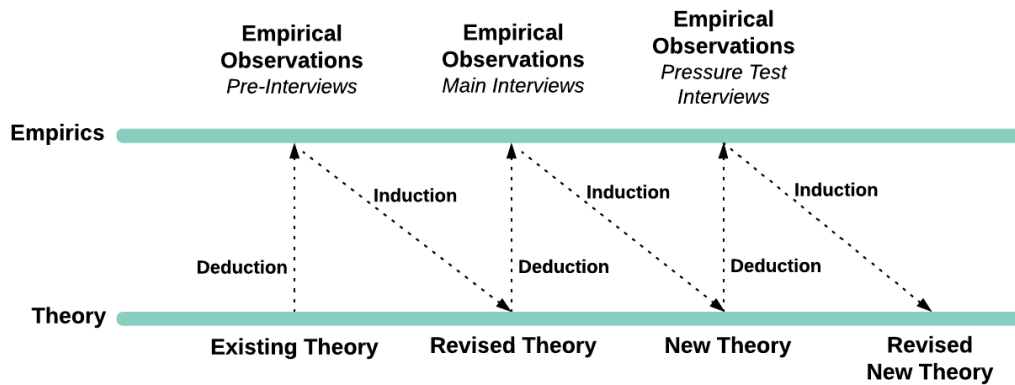 Empirical
Observations
Pre-Interviews
Empirical
Observations
Main Interviews
Empirical
Observations
Pressure Test
Interviews
Empirics
Induction
Induction
Induction
Deduction
Deduction
Deduction
Theory
Existing Theory
Revised Theory
New Theory
Revised
New Theory